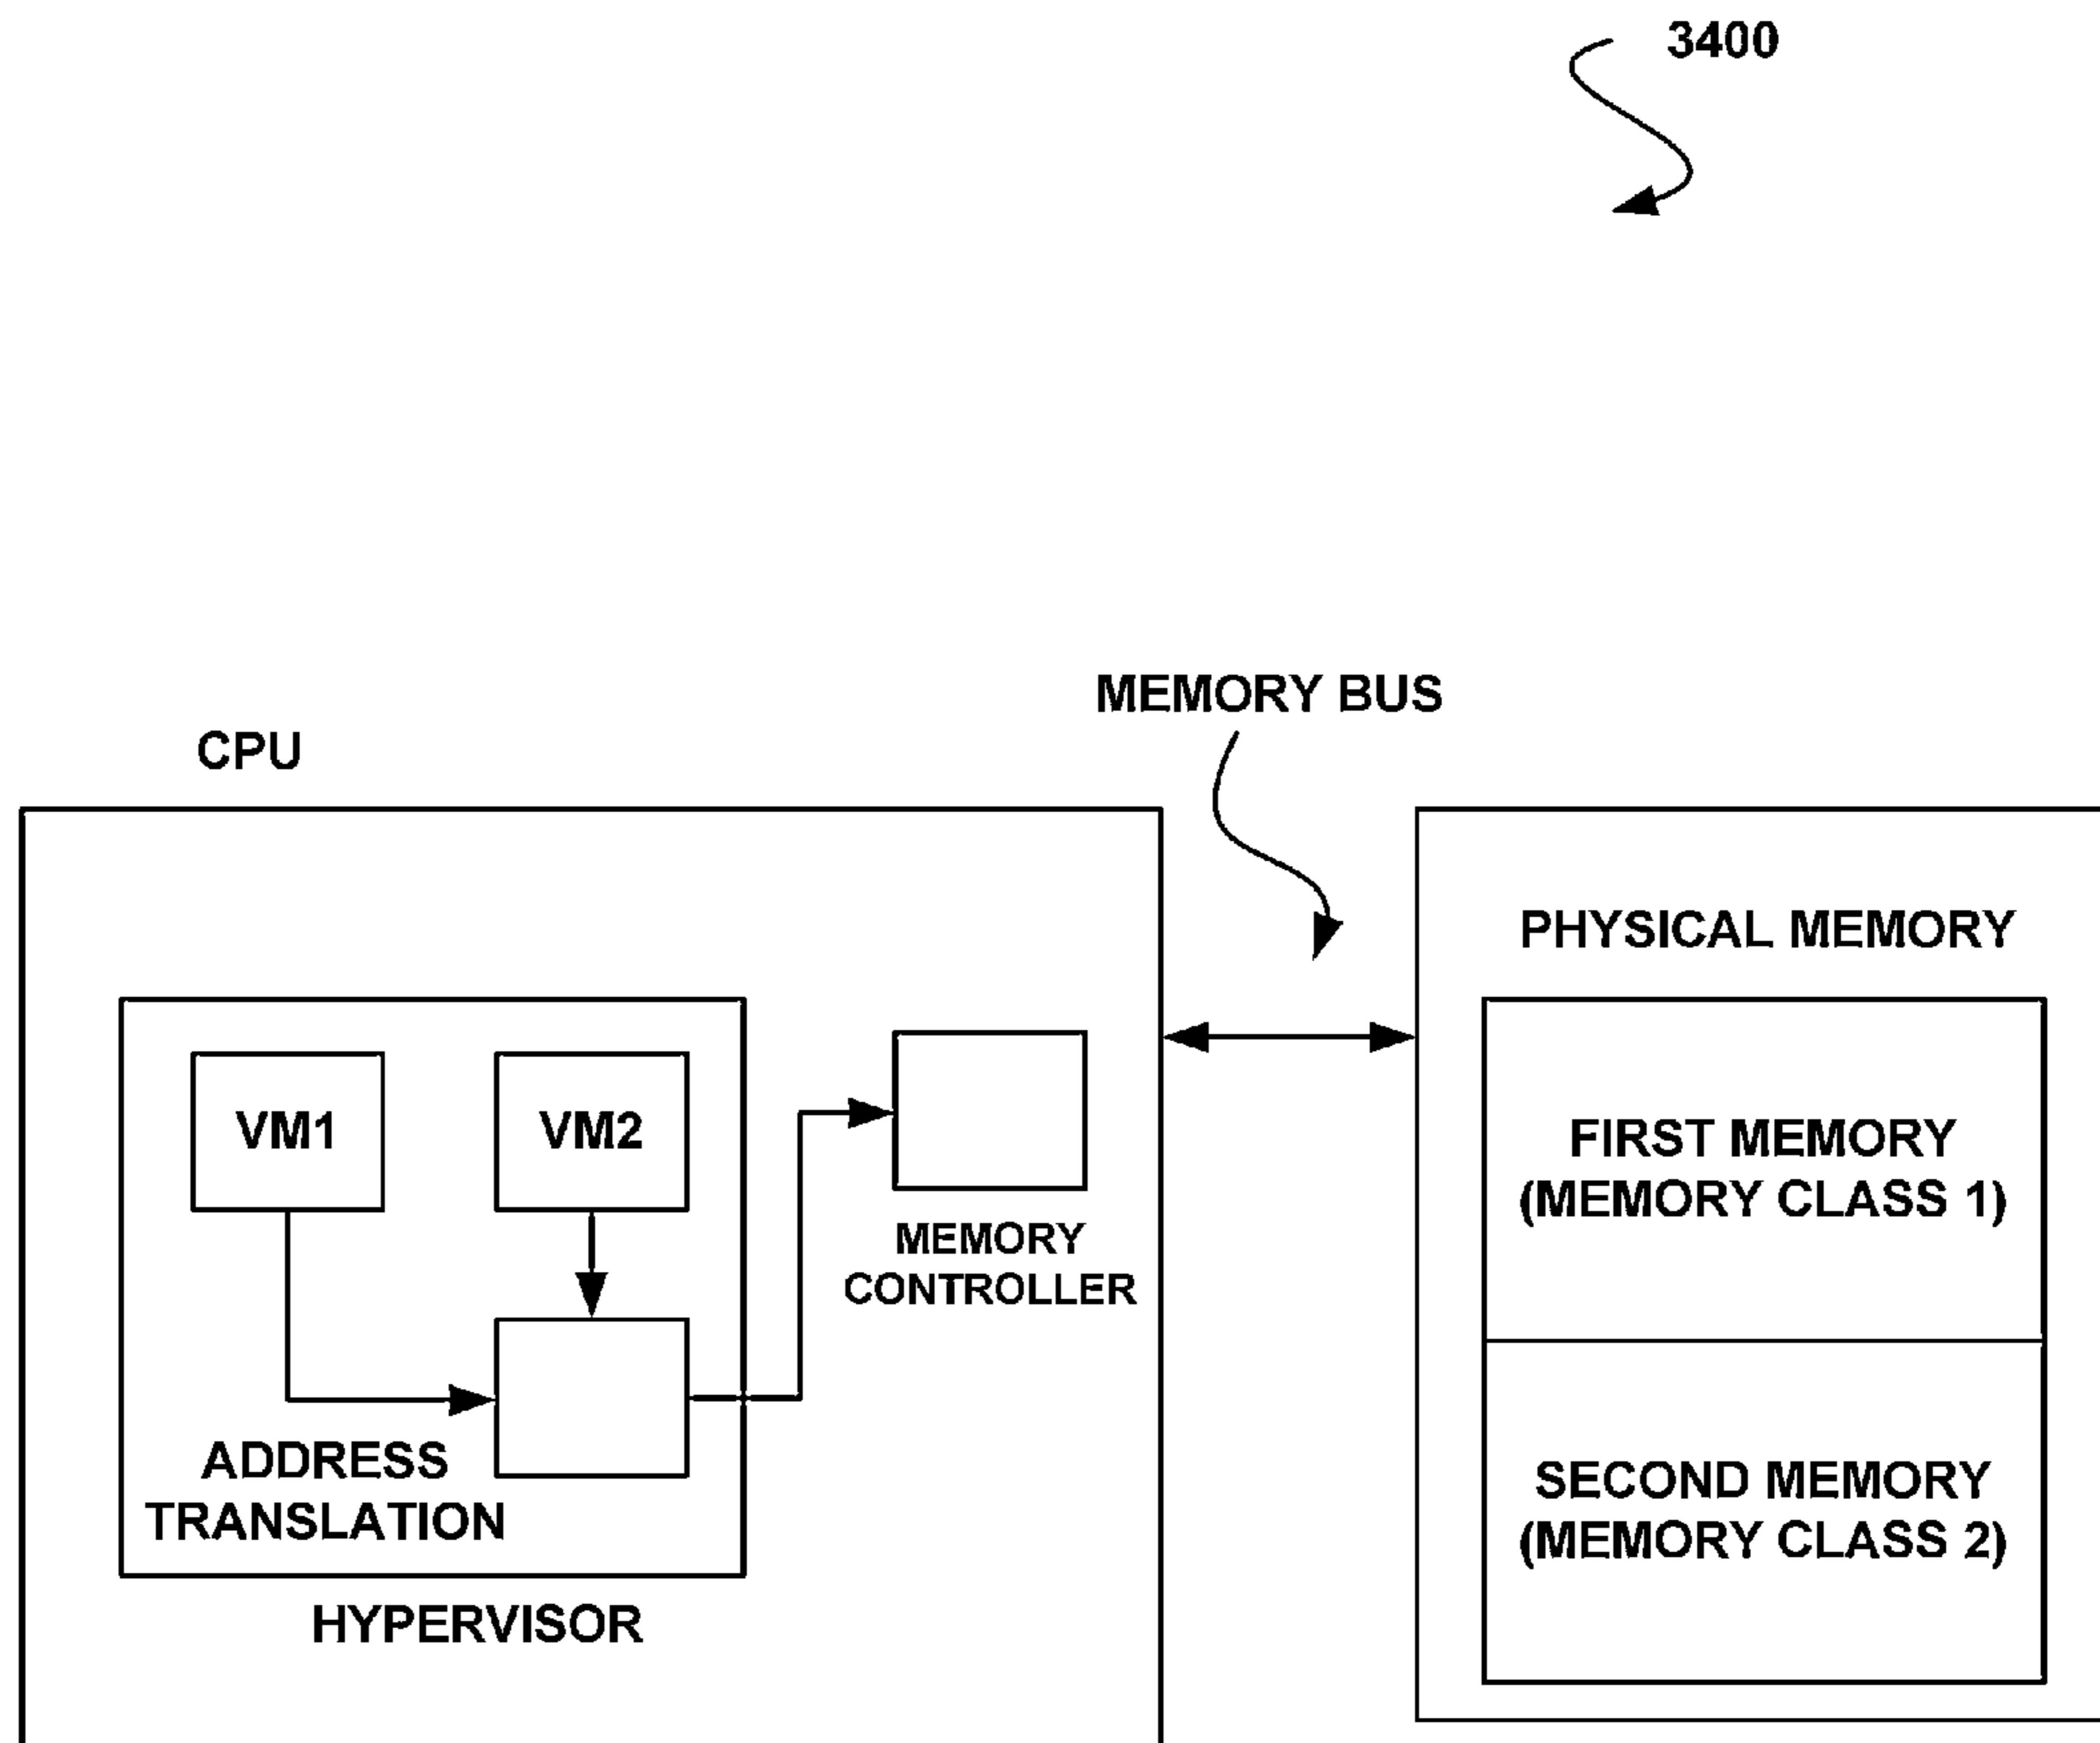 3400
MEMORY BUS
CPU
PHYSICAL MEMORY
VM1
VM2
FIRST MEMORY
(MEMORY CLASS 1)
MEMORY
CONTROLLER
ADDRESS
TRANSLATION
SECOND MEMORY
(MEMORY CLASS 2)
HYPERVISOR